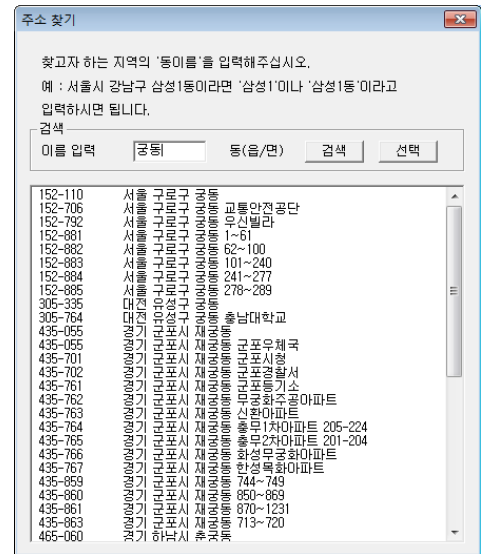 주소 찾기
찾고자 하는 지역의 '동이름'을 입력해주십시오.
예 : 서울시 강남구 삼성1동이라면 '삼성1'이나 '삼성1동'이라고
입력하시면 됩니다.
검색
이름 입력 궁동 동(읍/면) 검색 선택
152-110 서울 구로구 궁동
152-706 서울 구로구 궁동 교통안전공단
152-792 서울 구로구 궁동 우신빌라
152-881 서울 구로구 궁동 1~61
152-882 서울 구로구 궁동 62~100
152-883 서울 구로구 궁동 101~240
152-884 서울 구로구 궁동 241~277
152-885 서울 구로구 궁동 278~289
305-335 대전 유성구 궁동
305-764 대전 유성구 궁동 충남대학교
435-055 경기 군포시 재궁동
435-055 경기 군포시 재궁동 군포우체국
435-701 경기 군포시 재궁동 군포시청
435-702 경기 군포시 재궁동 군포경찰서
435-761 경기 군포시 재궁동 군포등기소
435-762 경기 군포시 재궁동 무궁화주공아파트
435-763 경기 군포시 재궁동 신환아파트
435-764 경기 군포시 재궁동 충무1차아파트 205-224
435-765 경기 군포시 재궁동 충무2차아파트 201-204
435-766 경기 군포시 재궁동 화성무궁화아파트
435-767 경기 군포시 재궁동 한성목화아파트
435-859 경기 군포시 재궁동 744~749
435-860 경기 군포시 재궁동 850~869
435-861 경기 군포시 재궁동 870~1231
435-863 경기 군포시 재궁동 713~720
465-060 경기 하남시 춘궁동